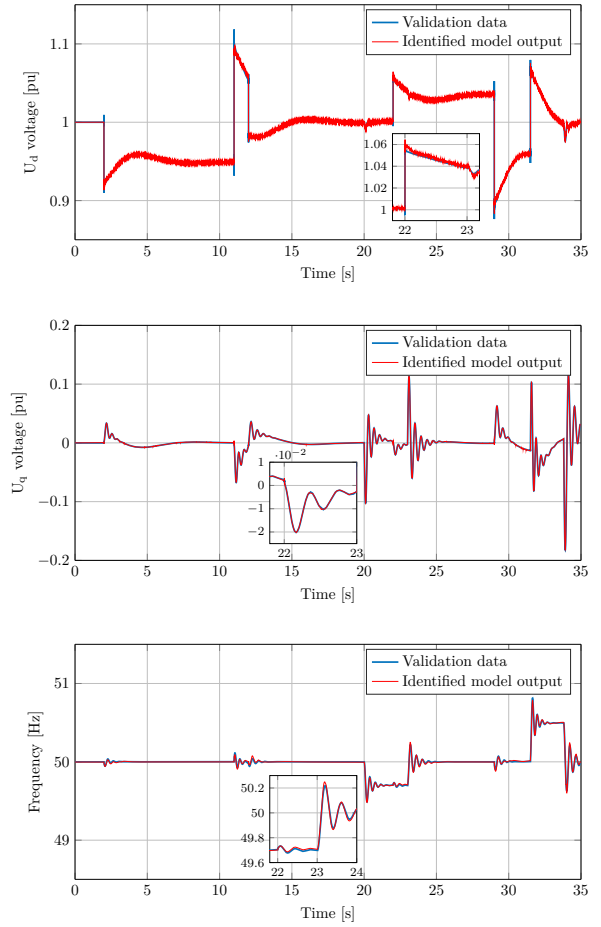 Validation data
Identified model output
1.1
1
0.9
U_d voltage [pu]
1.06
1.04
1.02
1
22 23
0 5 10 15 20 25 30 35
Time [s]
0.2
Validation data
Identified model output
0.1
0
−0.1
−0.2
U_q voltage [pu]
·10⁻²
1
0
−1
−2
22 23
0 5 10 15 20 25 30 35
Time [s]
Validation data
Identified model output
51
50
49
Frequency [Hz]
50.2
50
49.8
49.6
22 23 24
0 5 10 15 20 25 30 35
Time [s]